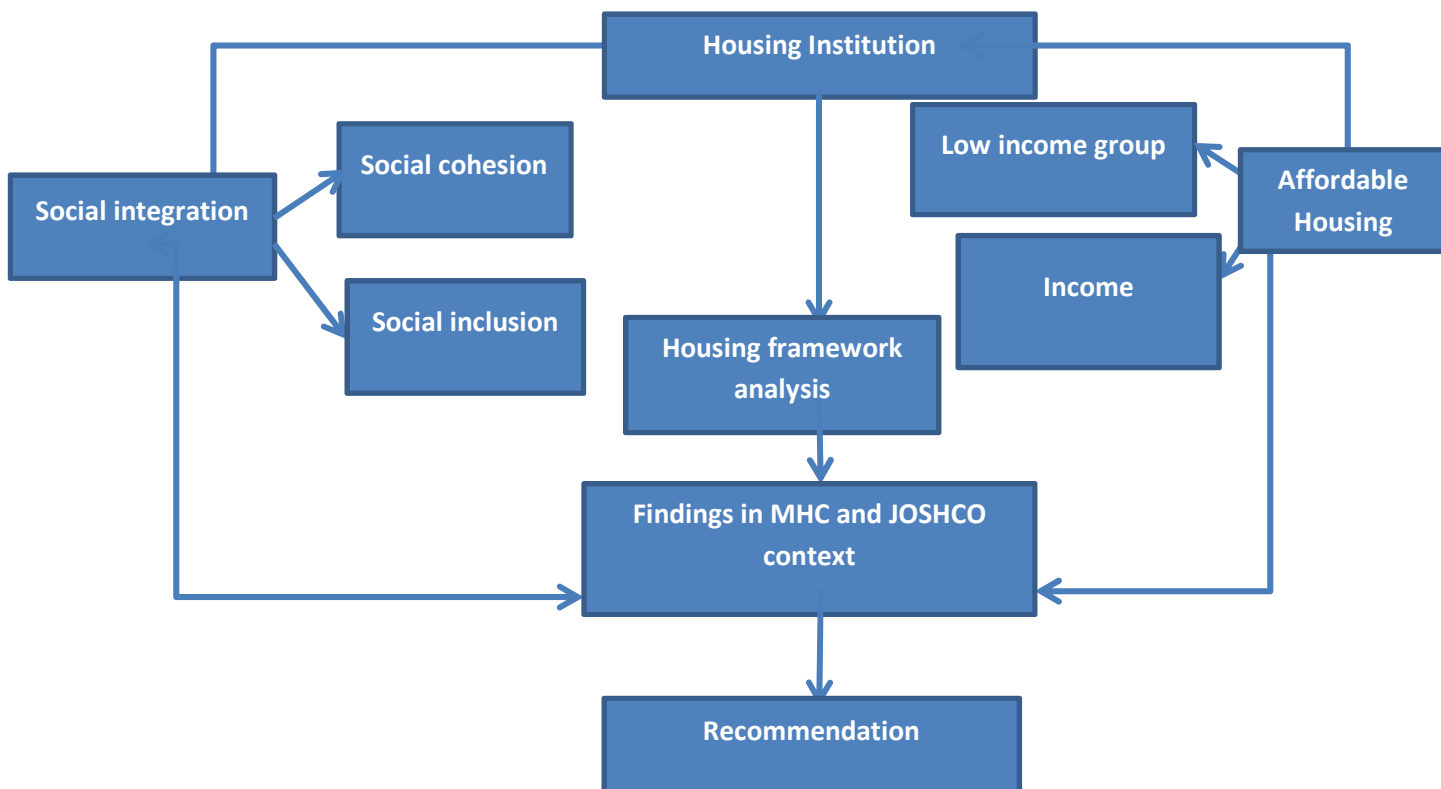 Housing Institution
Low income group
Social cohesion
Affordable
Housing
Social integration
Income
Social inclusion
Housing framework
analysis
Findings in MHC and JOSHCO
context
Recommendation